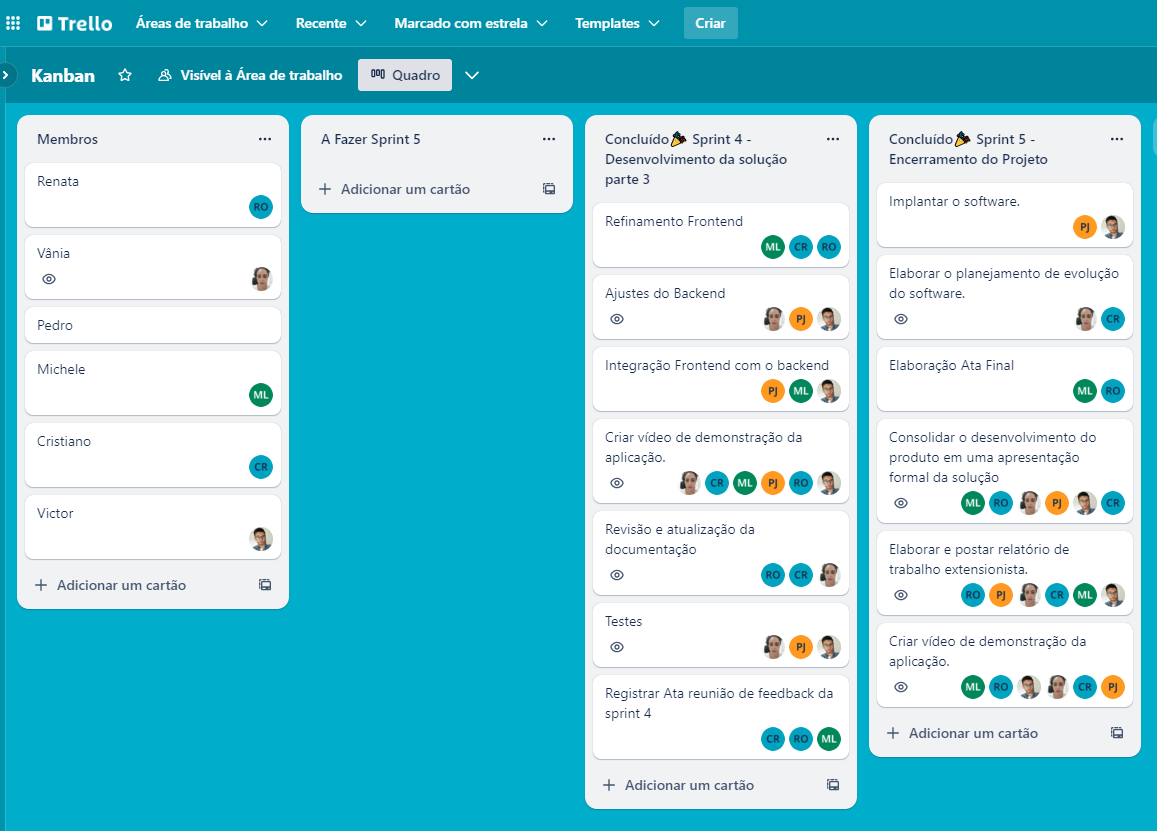 Trello
Áreas de trabalho
Recente
Marcado com estrela
Templates
Criar
Kanban
Visível à Área de trabalho
Quadro
Membros
Renata
RO
Vânia
Pedro
Michele
ML
Cristiano
CR
Victor
+ Adicionar um cartão
A Fazer Sprint 5
+ Adicionar um cartão
Concluído🎉 Sprint 4 -
Desenvolvimento da solução
parte 3
Refinamento Frontend
ML CR RO
Ajustes do Backend
PJ
Integração Frontend com o backend
PJ ML
Criar vídeo de demonstração da
aplicação.
CR ML PJ RO
Revisão e atualização da
documentação
RO CR
Testes
PJ
Registrar Ata reunião de feedback da
sprint 4
CR RO ML
+ Adicionar um cartão
Concluído🎉 Sprint 5 -
Encerramento do Projeto
Implantar o software.
PJ
Elaborar o planejamento de evolução
do software.
CR
Elaboração Ata Final
ML RO
Consolidar o desenvolvimento do
produto em uma apresentação
formal da solução
ML RO PJ CR
Elaborar e postar relatório de
trabalho extensionista.
RO PJ CR ML
Criar vídeo de demonstração da
aplicação.
ML RO CR PJ
+ Adicionar um cartão